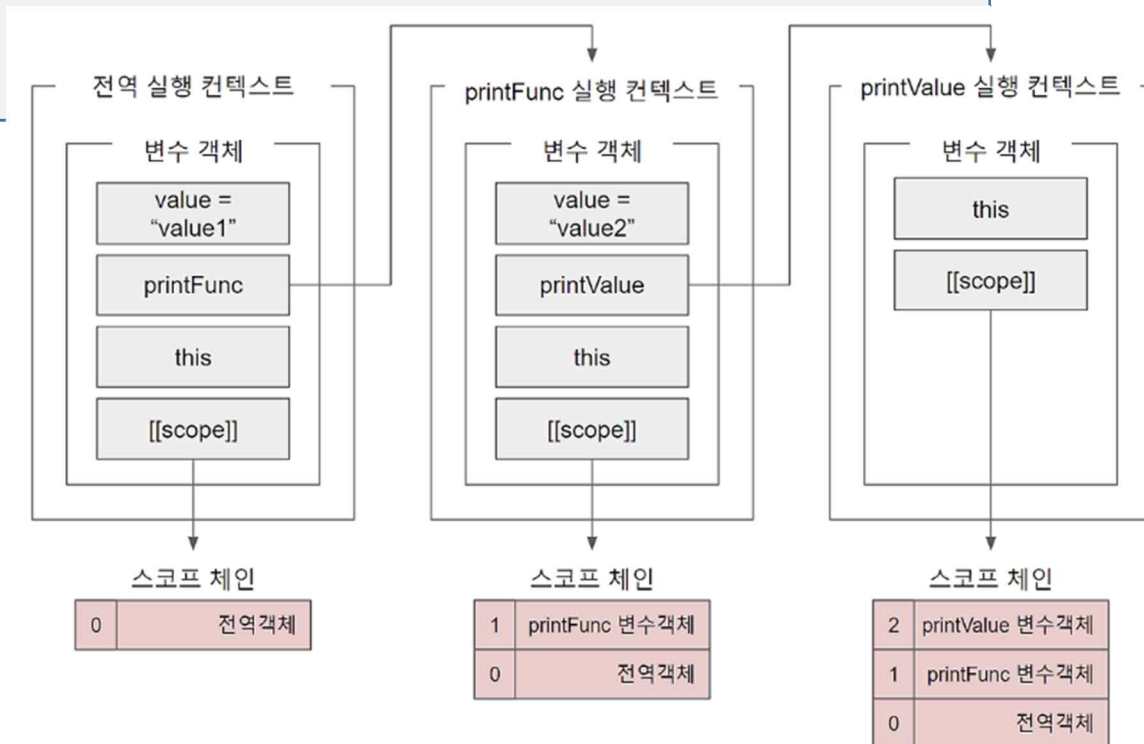 전역 실행 컨텍스트
변수 객체
value =
“value1”
printFunc
this
[[scope]]
스코프 체인
0 전역객체
printFunc 실행 컨텍스트
변수 객체
value =
“value2”
printValue
this
[[scope]]
스코프 체인
1 printFunc 변수객체
0 전역객체
printValue 실행 컨텍스트
변수 객체
this
[[scope]]
스코프 체인
2 printValue 변수객체
1 printFunc 변수객체
0 전역객체